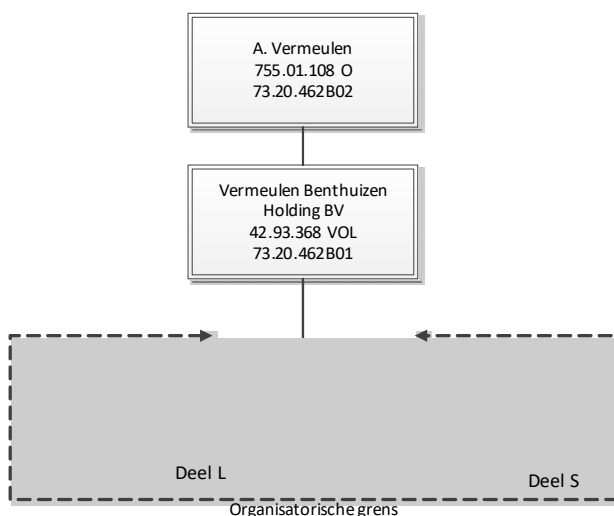 A. Vermeulen
755.01.108 O
73.20.462B02
Vermeulen Benthuizen
Holding BV
42.93.368 VOL
73.20.462B01
Deel L
Deel S
Organisatorische grens